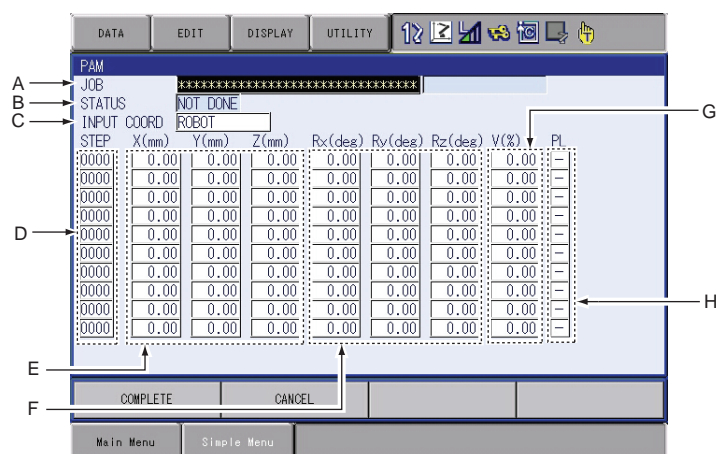 DATA EDIT DISPLAY UTILITY
PAM
A JOB ********************************
B STATUS NOT DONE
C INPUT COORD ROBOT
G
STEP X(mm) Y(mm) Z(mm) Rx(deg) Ry(deg) Rz(deg) V(%) PL
0000 0.00 0.00 0.00 0.00 0.00 0.00 0.00 -
0000 0.00 0.00 0.00 0.00 0.00 0.00 0.00 -
0000 0.00 0.00 0.00 0.00 0.00 0.00 0.00 -
0000 0.00 0.00 0.00 0.00 0.00 0.00 0.00 -
D 0000 0.00 0.00 0.00 0.00 0.00 0.00 0.00 -
0000 0.00 0.00 0.00 0.00 0.00 0.00 0.00 -
0000 0.00 0.00 0.00 0.00 0.00 0.00 0.00 -
0000 0.00 0.00 0.00 0.00 0.00 0.00 0.00 -
H
0000 0.00 0.00 0.00 0.00 0.00 0.00 0.00 -
0000 0.00 0.00 0.00 0.00 0.00 0.00 0.00 -
E
F
COMPLETE CANCEL
Main Menu Simple Menu